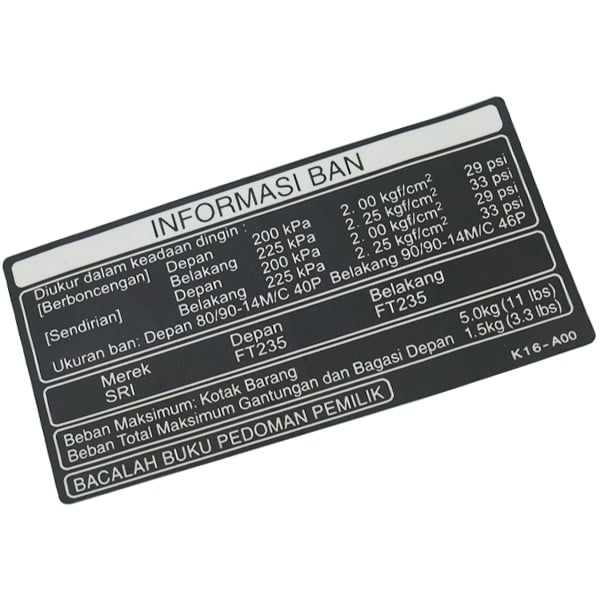 INFORMASI BAN
Diukur dalam keadaan dingin :
[Berboncengan] Depan 200 kPa 2. 00 kgf/cm² 29 psi
Belakang 225 kPa 2. 25 kgf/cm² 33 psi
[Sendirian] Depan 200 kPa 2. 00 kgf/cm² 29 psi
Belakang 225 kPa 2. 25 kgf/cm² 33 psi
Ukuran ban: Depan 80/90-14M/C 40P Belakang 90/90-14M/C 46P
Merek Depan Belakang
SRI FT235 FT235
Beban Maksimum: Kotak Barang 5.0kg (11 lbs)
Beban Total Maksimum Gantungan dan Bagasi Depan 1.5kg (3.3 lbs)
BACALAH BUKU PEDOMAN PEMILIK
K16-A00